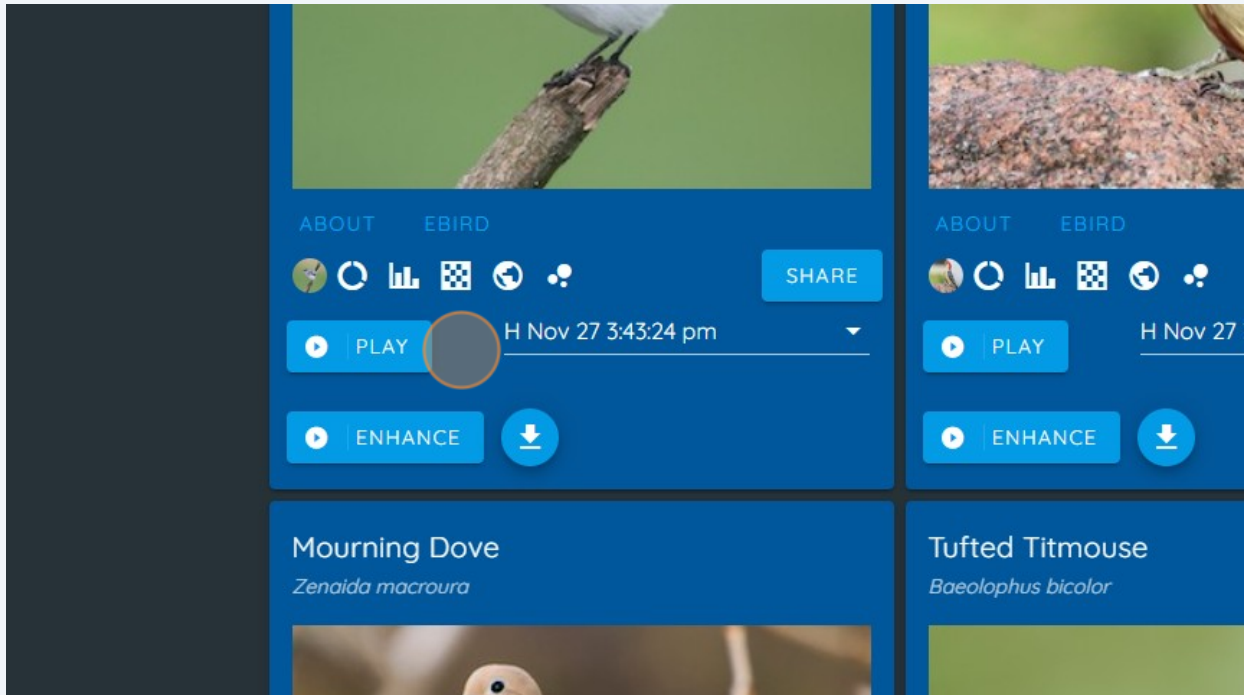 ABOUT EBIRD
SHARE
PLAY
H Nov 27 3:43:24 pm
ENHANCE
ABOUT EBIRD
PLAY
H Nov 27
ENHANCE
Mourning Dove
Zenaida macroura
Tufted Titmouse
Baeolophus bicolor